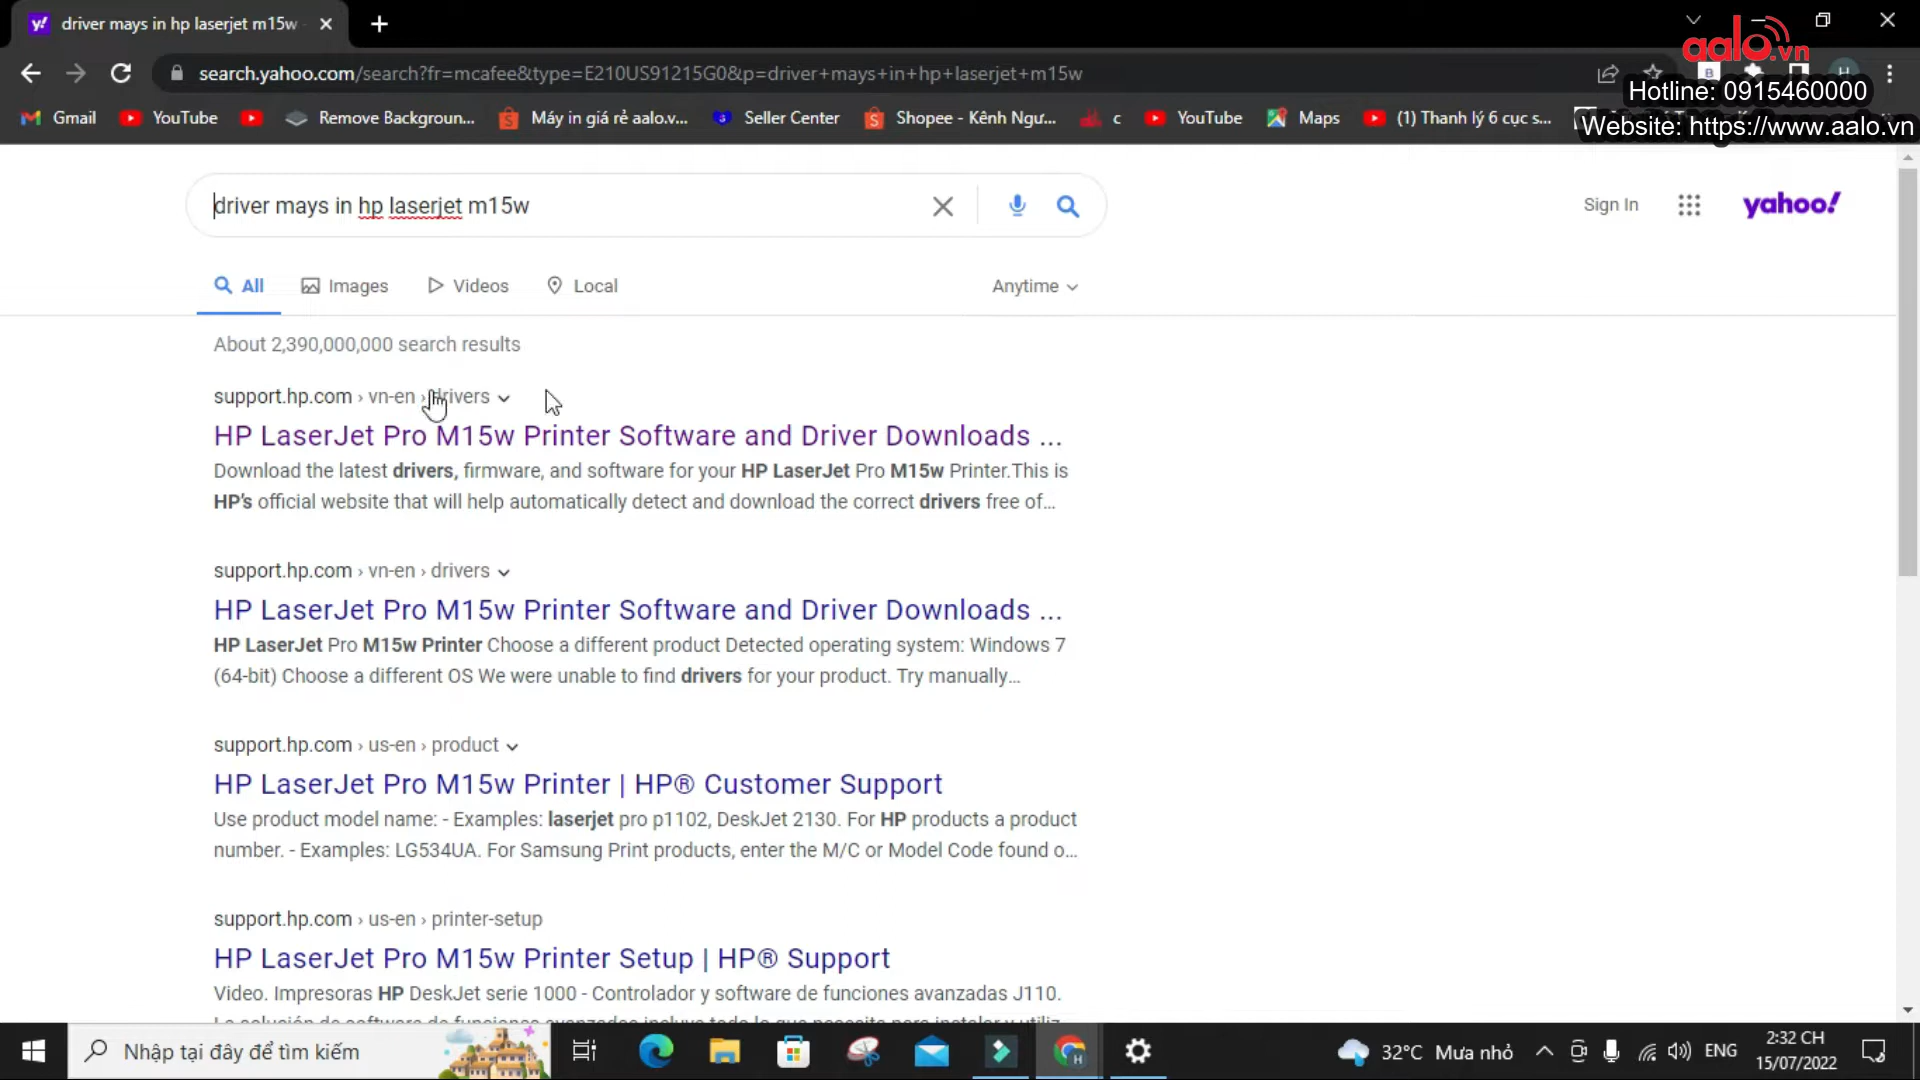 driver mays in hp laserjet m15w
aalo.vn
search.yahoo.com/search?fr=mcafee&type=E210US91215G0&p=driver+mays+in+hp+laserjet+m15w
Hotline: 0915460000
Gmail
YouTube
Remove Backgroun...
Máy in giá rẻ aalo.v...
Seller Center
Shopee - Kênh Ngư...
c
YouTube
Maps
(1) Thanh lý 6 cục s...
Website: https://www.aalo.vn
driver mays in hp laserjet m15w
Sign In
yahoo!
All
Images
Videos
Local
Anytime
About 2,390,000,000 search results
support.hp.com › vn-en › drivers
HP LaserJet Pro M15w Printer Software and Driver Downloads ...
Download the latest drivers, firmware, and software for your HP LaserJet Pro M15w Printer.This is
HP's official website that will help automatically detect and download the correct drivers free of...
support.hp.com › vn-en › drivers
HP LaserJet Pro M15w Printer Software and Driver Downloads ...
HP LaserJet Pro M15w Printer Choose a different product Detected operating system: Windows 7
(64-bit) Choose a different OS We were unable to find drivers for your product. Try manually...
support.hp.com › us-en › product
HP LaserJet Pro M15w Printer | HP® Customer Support
Use product model name: - Examples: laserjet pro p1102, DeskJet 2130. For HP products a product
number. - Examples: LG534UA. For Samsung Print products, enter the M/C or Model Code found o...
support.hp.com › us-en › printer-setup
HP LaserJet Pro M15w Printer Setup | HP® Support
Video. Impresoras HP DeskJet serie 1000 - Controlador y software de funciones avanzadas J110.
Nhập tại đây để tìm kiếm
32°C Mưa nhỏ
ENG
2:32 CH
15/07/2022